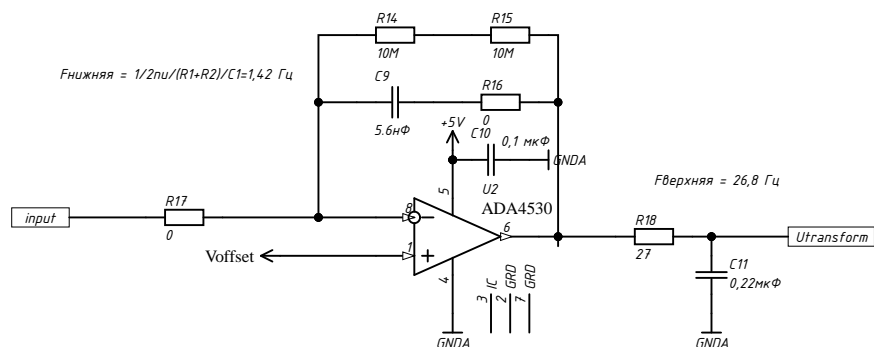 R14
R15
10М
10М
Fнижняя = 1/2пи/(R1+R2)/C1=1,42 Гц
C9
R16
5.6нФ
0
+5V
C10
0,1 мкФ
GNDA
5
U2
Fверхняя = 26,8 Гц
R17
8
ADA4530
R18
input
6
Utransform
0
Voffset
1
27
C11
0,22мкФ
4
3
IC
2
GRD
7
GRD
GNDA
GNDA